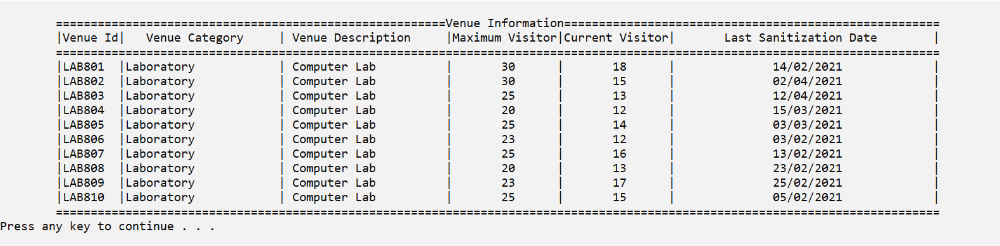 ========================================================Venue Information======================================================
|Venue Id|   Venue Category     | Venue Description     |Maximum Visitor|Current Visitor|       Last Sanitization Date        |
===============================================================================================================================
|LAB801  |Laboratory            | Computer Lab          |       30      |       18      |              14/02/2021             |
|LAB802  |Laboratory            | Computer Lab          |       30      |       15      |              02/04/2021             |
|LAB803  |Laboratory            | Computer Lab          |       25      |       13      |              12/04/2021             |
|LAB804  |Laboratory            | Computer Lab          |       20      |       12      |              15/03/2021             |
|LAB805  |Laboratory            | Computer Lab          |       25      |       14      |              03/03/2021             |
|LAB806  |Laboratory            | Computer Lab          |       23      |       12      |              03/02/2021             |
|LAB807  |Laboratory            | Computer Lab          |       25      |       16      |              13/02/2021             |
|LAB808  |Laboratory            | Computer Lab          |       20      |       13      |              23/02/2021             |
|LAB809  |Laboratory            | Computer Lab          |       23      |       17      |              25/02/2021             |
|LAB810  |Laboratory            | Computer Lab          |       25      |       15      |              05/02/2021             |
===============================================================================================================================
Press any key to continue . . .